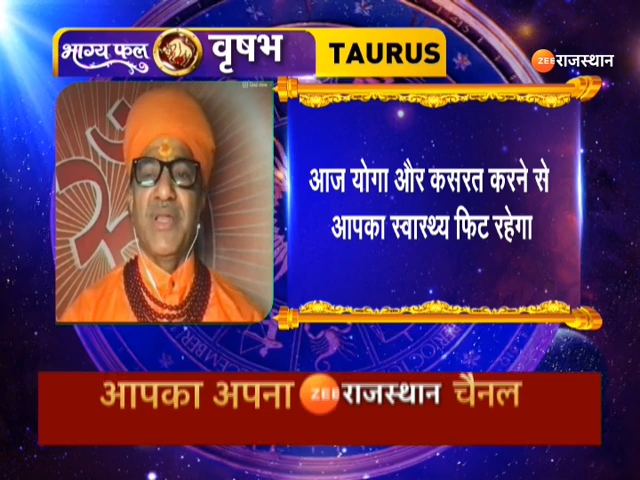 भाग्य फल
वृषभ
TAURUS
ZEE राजस्थान
आज योगा और कसरत करने से
आपका स्वास्थ्य फिट रहेगा
आपका अपना ZEE राजस्थान चैनल